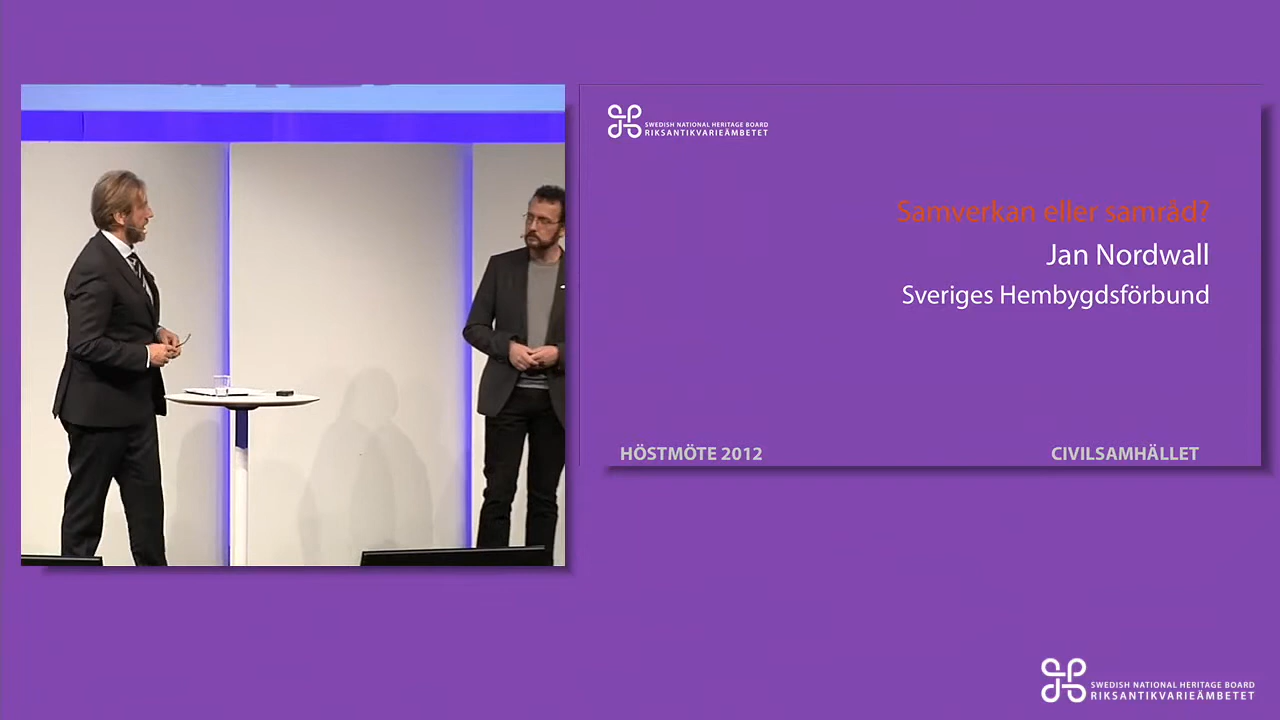 SWEDISH NATIONAL HERITAGE BOARD
RIKSANTIKVARIEÄMBETET
Samverkan eller samråd?
Jan Nordwall
Sveriges Hembygdsförbund
HÖSTMÖTE 2012
CIVILSAMHÄLLET
SWEDISH NATIONAL HERITAGE BOARD
RIKSANTIKVARIEÄMBETET